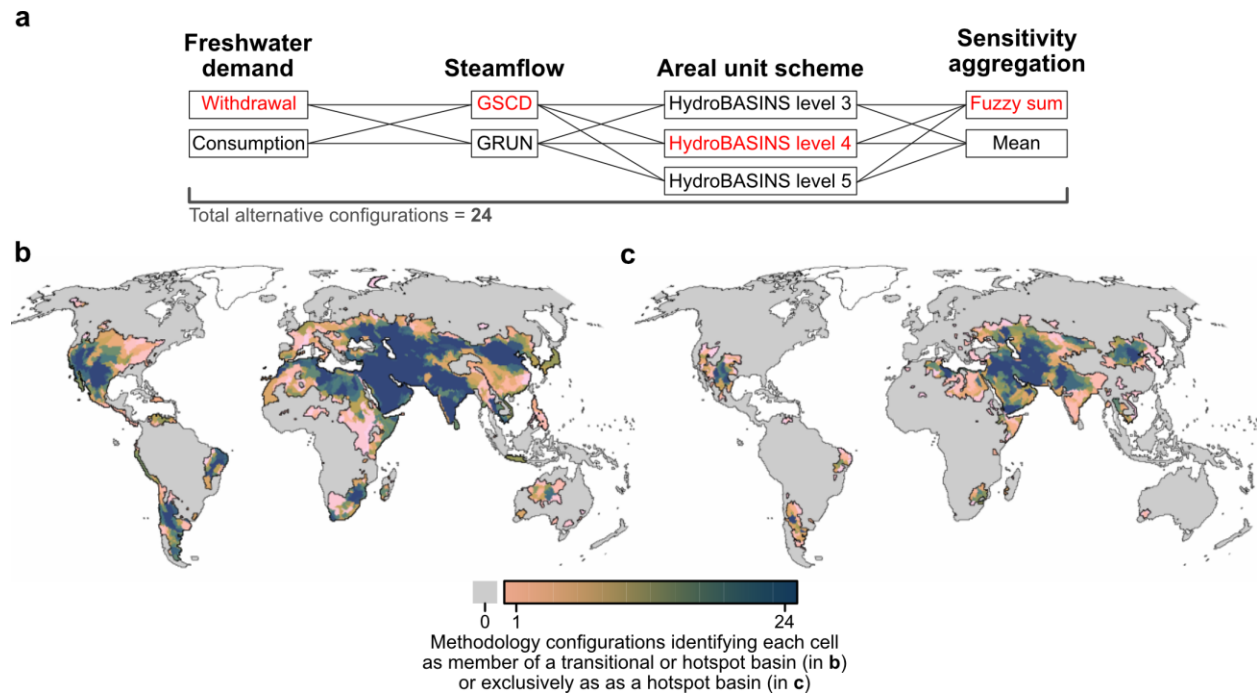 a
Freshwater
demand
Steamflow
Areal unit scheme
Sensitivity
aggregation
Withdrawal
GSCD
HydroBASINS level 3
Fuzzy sum
Consumption
GRUN
HydroBASINS level 4
Mean
HydroBASINS level 5
Total alternative configurations = 24
b
c
0
1
24
Methodology configurations identifying each cell
as member of a transitional or hotspot basin (in b)
or exclusively as as a hotspot basin (in c)